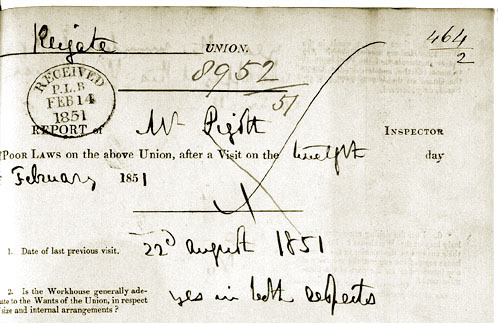 Reigate UNION. 464
2
8952
51
RECEIVED
P.L.B
FEB 14
1851
REPORT of Mr Pigott INSPECTOR
POOR LAWS on the above Union, after a Visit on the twelfth day
February 1851
1. Date of last previous visit. 22d august 1851
2. Is the Workhouse generally ade-
ute to the Wants of the Union, in respect
size and internal arrangements? yes in both respects